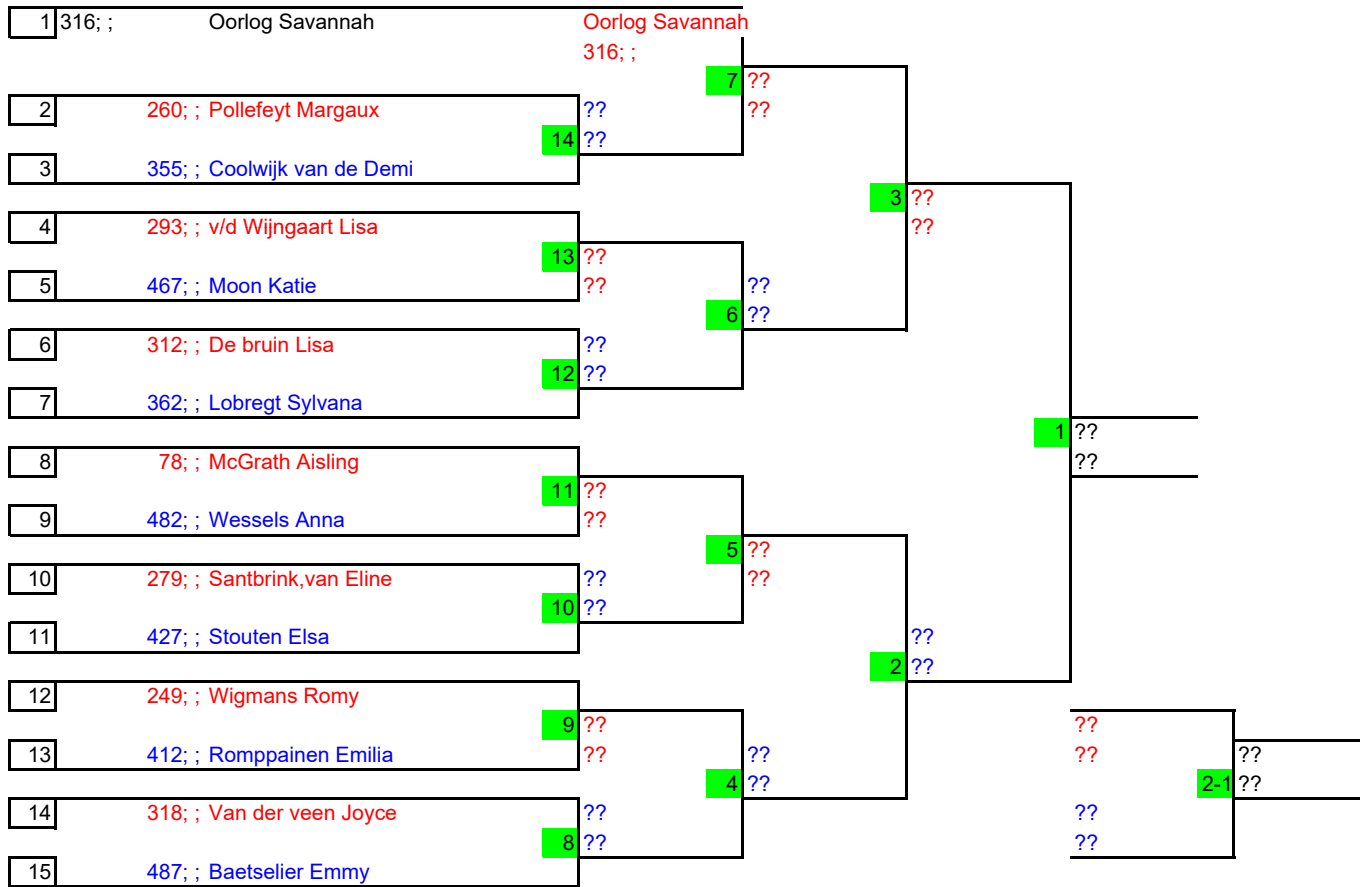 1 316; ; Oorlog Savannah Oorlog Savannah
316; ;
7 ??
2 260; ; Pollefeyt Margaux ?? ??
14 ??
3 355; ; Coolwijk van de Demi
3 ??
4 293; ; v/d Wijngaart Lisa ??
13 ??
5 467; ; Moon Katie ?? ??
6 ??
6 312; ; De bruin Lisa ??
12 ??
7 362; ; Lobregt Sylvana
1 ??
8 78; ; McGrath Aisling ??
11 ??
9 482; ; Wessels Anna ??
5 ??
10 279; ; Santbrink,van Eline ?? ??
10 ??
11 427; ; Stouten Elsa ??
2 ??
12 249; ; Wigmans Romy
9 ?? ??
13 412; ; Romppainen Emilia ?? ?? ?? ??
4 ?? 2-1 ??
14 318; ; Van der veen Joyce ?? ??
8 ?? ??
15 487; ; Baetselier Emmy